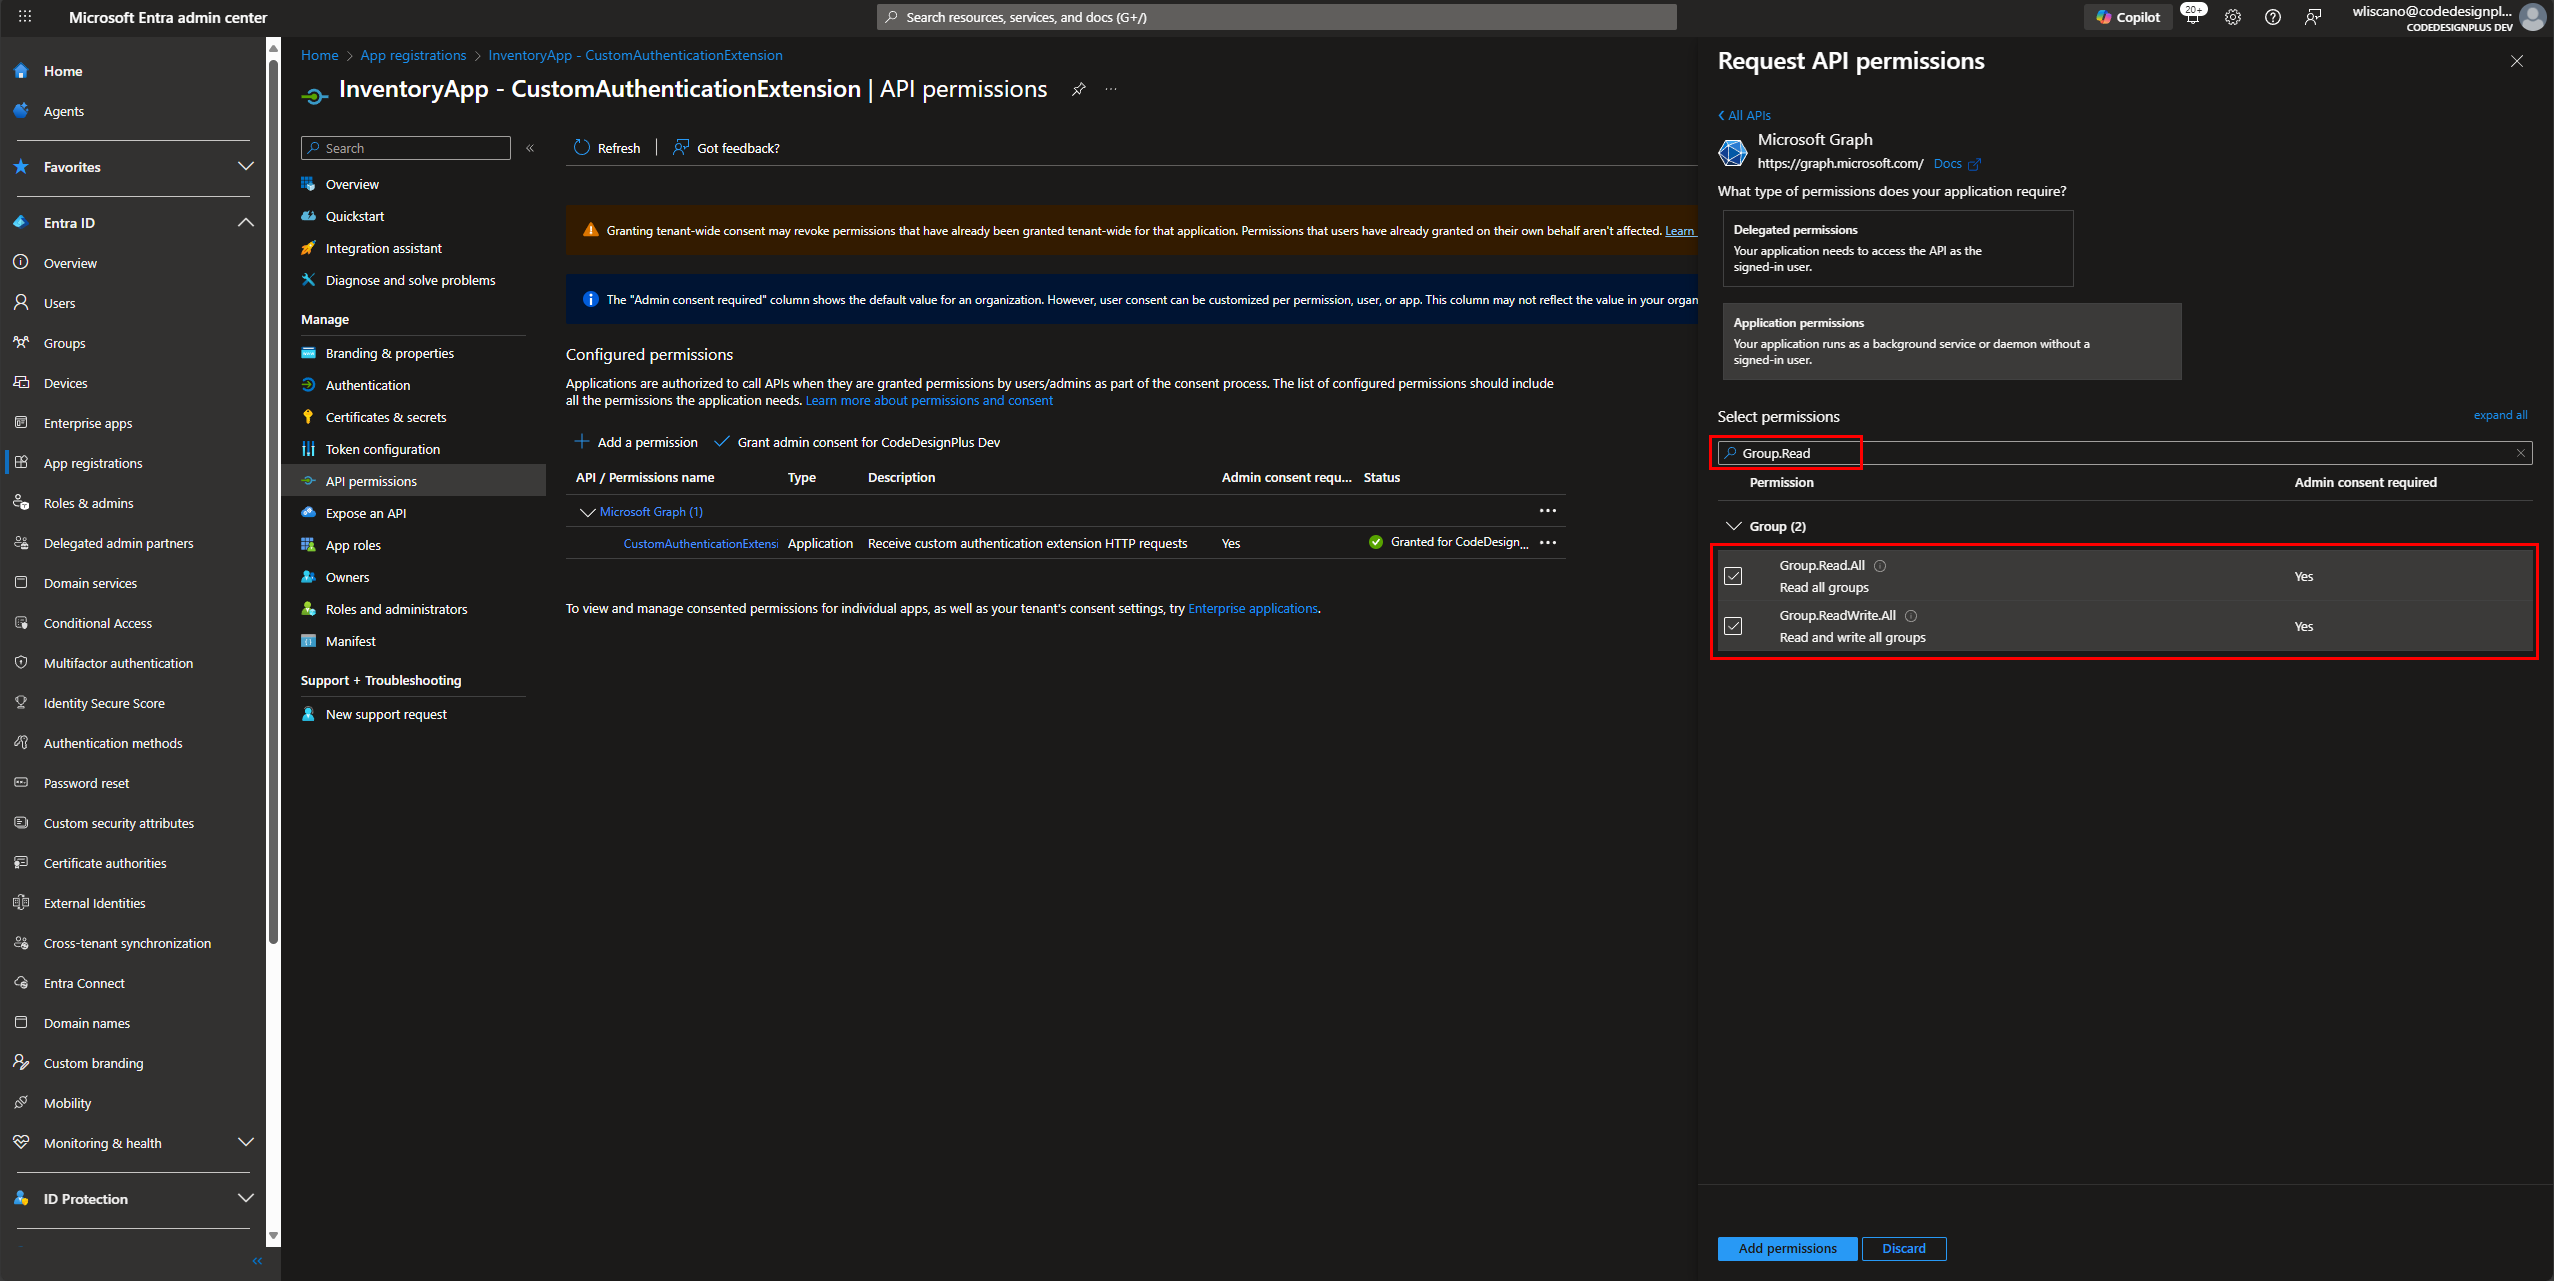 Microsoft Entra admin center
Search resources, services, and docs (G+/)
Copilot
20+
wliscano@codedesignpl...
CODEDESIGNPLUS DEV
Home
Agents
Favorites
Entra ID
Overview
Users
Groups
Devices
Enterprise apps
App registrations
Roles & admins
Delegated admin partners
Domain services
Conditional Access
Multifactor authentication
Identity Secure Score
Authentication methods
Password reset
Custom security attributes
Certificate authorities
External Identities
Cross-tenant synchronization
Entra Connect
Domain names
Custom branding
Mobility
Monitoring & health
ID Protection
Home > App registrations > InventoryApp - CustomAuthenticationExtension
InventoryApp - CustomAuthenticationExtension | API permissions
Search
Overview
Quickstart
Integration assistant
Diagnose and solve problems
Manage
Branding & properties
Authentication
Certificates & secrets
Token configuration
API permissions
Expose an API
App roles
Owners
Roles and administrators
Manifest
Support + Troubleshooting
New support request
Refresh
Got feedback?
Granting tenant-wide consent may revoke permissions that have already been granted tenant-wide for that application. Permissions that users have already granted on their own behalf aren't affected. Learn
The "Admin consent required" column shows the default value for an organization. However, user consent can be customized per permission, user, or app. This column may not reflect the value in your organ
Configured permissions
Applications are authorized to call APIs when they are granted permissions by users/admins as part of the consent process. The list of configured permissions should include
all the permissions the application needs. Learn more about permissions and consent
Add a permission
Grant admin consent for CodeDesignPlus Dev
API / Permissions name Type Description Admin consent requ... Status
Microsoft Graph (1)
CustomAuthenticationExtensi Application Receive custom authentication extension HTTP requests Yes Granted for CodeDesign...
To view and manage consented permissions for individual apps, as well as your tenant's consent settings, try Enterprise applications.
Request API permissions
All APIs
Microsoft Graph
https://graph.microsoft.com/ Docs
What type of permissions does your application require?
Delegated permissions
Your application needs to access the API as the
signed-in user.
Application permissions
Your application runs as a background service or daemon without a
signed-in user.
Select permissions
expand all
Group.Read
Permission Admin consent required
Group (2)
Group.Read.All
Read all groups
Yes
Group.ReadWrite.All
Read and write all groups
Yes
Add permissions
Discard